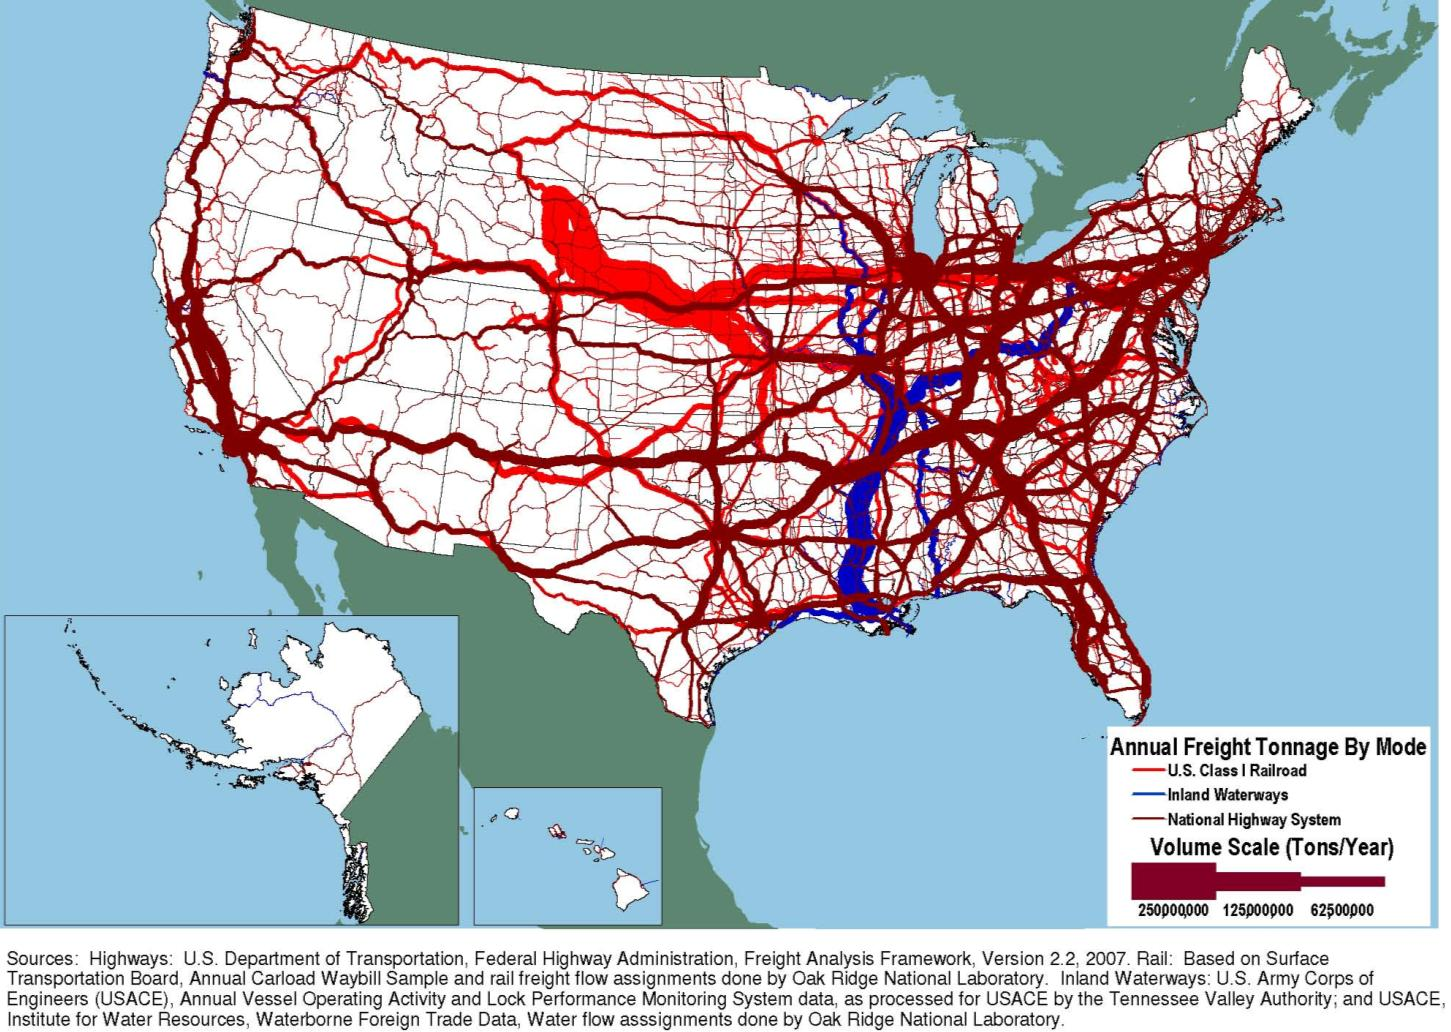 Annual Freight Tonnage By Mode
U.S. Class I Railroad
Inland Waterways
National Highway System
Volume Scale (Tons/Year)
250,000,000 125,000,000 62,500,000
Sources: Highways: U.S. Department of Transportation, Federal Highway Administration, Freight Analysis Framework, Version 2.2, 2007. Rail: Based on Surface
Transportation Board, Annual Carload Waybill Sample and rail freight flow assignments done by Oak Ridge National Laboratory. Inland Waterways: U.S. Army Corps of
Engineers (USACE), Annual Vessel Operating Activity and Lock Performance Monitoring System data, as processed for USACE by the Tennessee Valley Authority; and USACE,
Institute for Water Resources, Waterborne Foreign Trade Data, Water flow asssignments done by Oak Ridge National Laboratory.